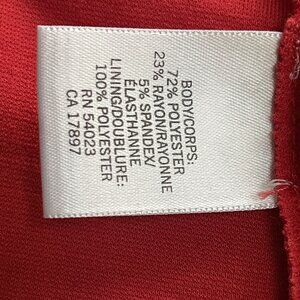 BODY/CORPS:
72% POLYESTER
23% RAYON/RAYONNE
5% SPANDEX/
ÉLASTHANNE
LINING/DOUBLURE:
100% POLYESTER
RN 54023
CA 17897